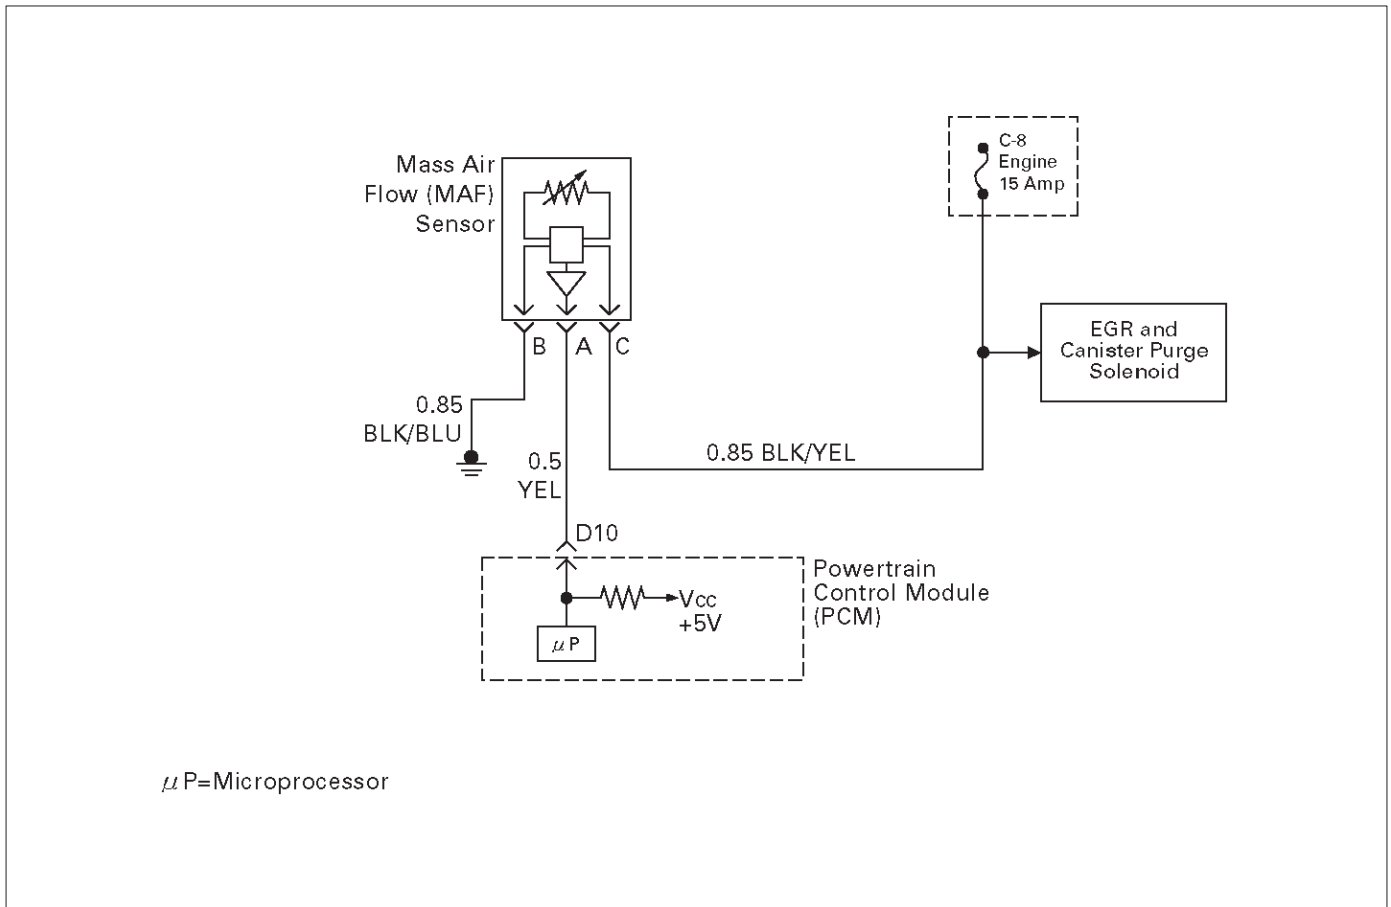 C-8
Engine
15 Amp
Mass Air
Flow (MAF)
Sensor
EGR and
Canister Purge
Solenoid
B
A
C
0.85
BLK/BLU
0.5
YEL
0.85 BLK/YEL
D10
Powertrain
Control Module
(PCM)
Vcc
+5V
μP
μP=Microprocessor